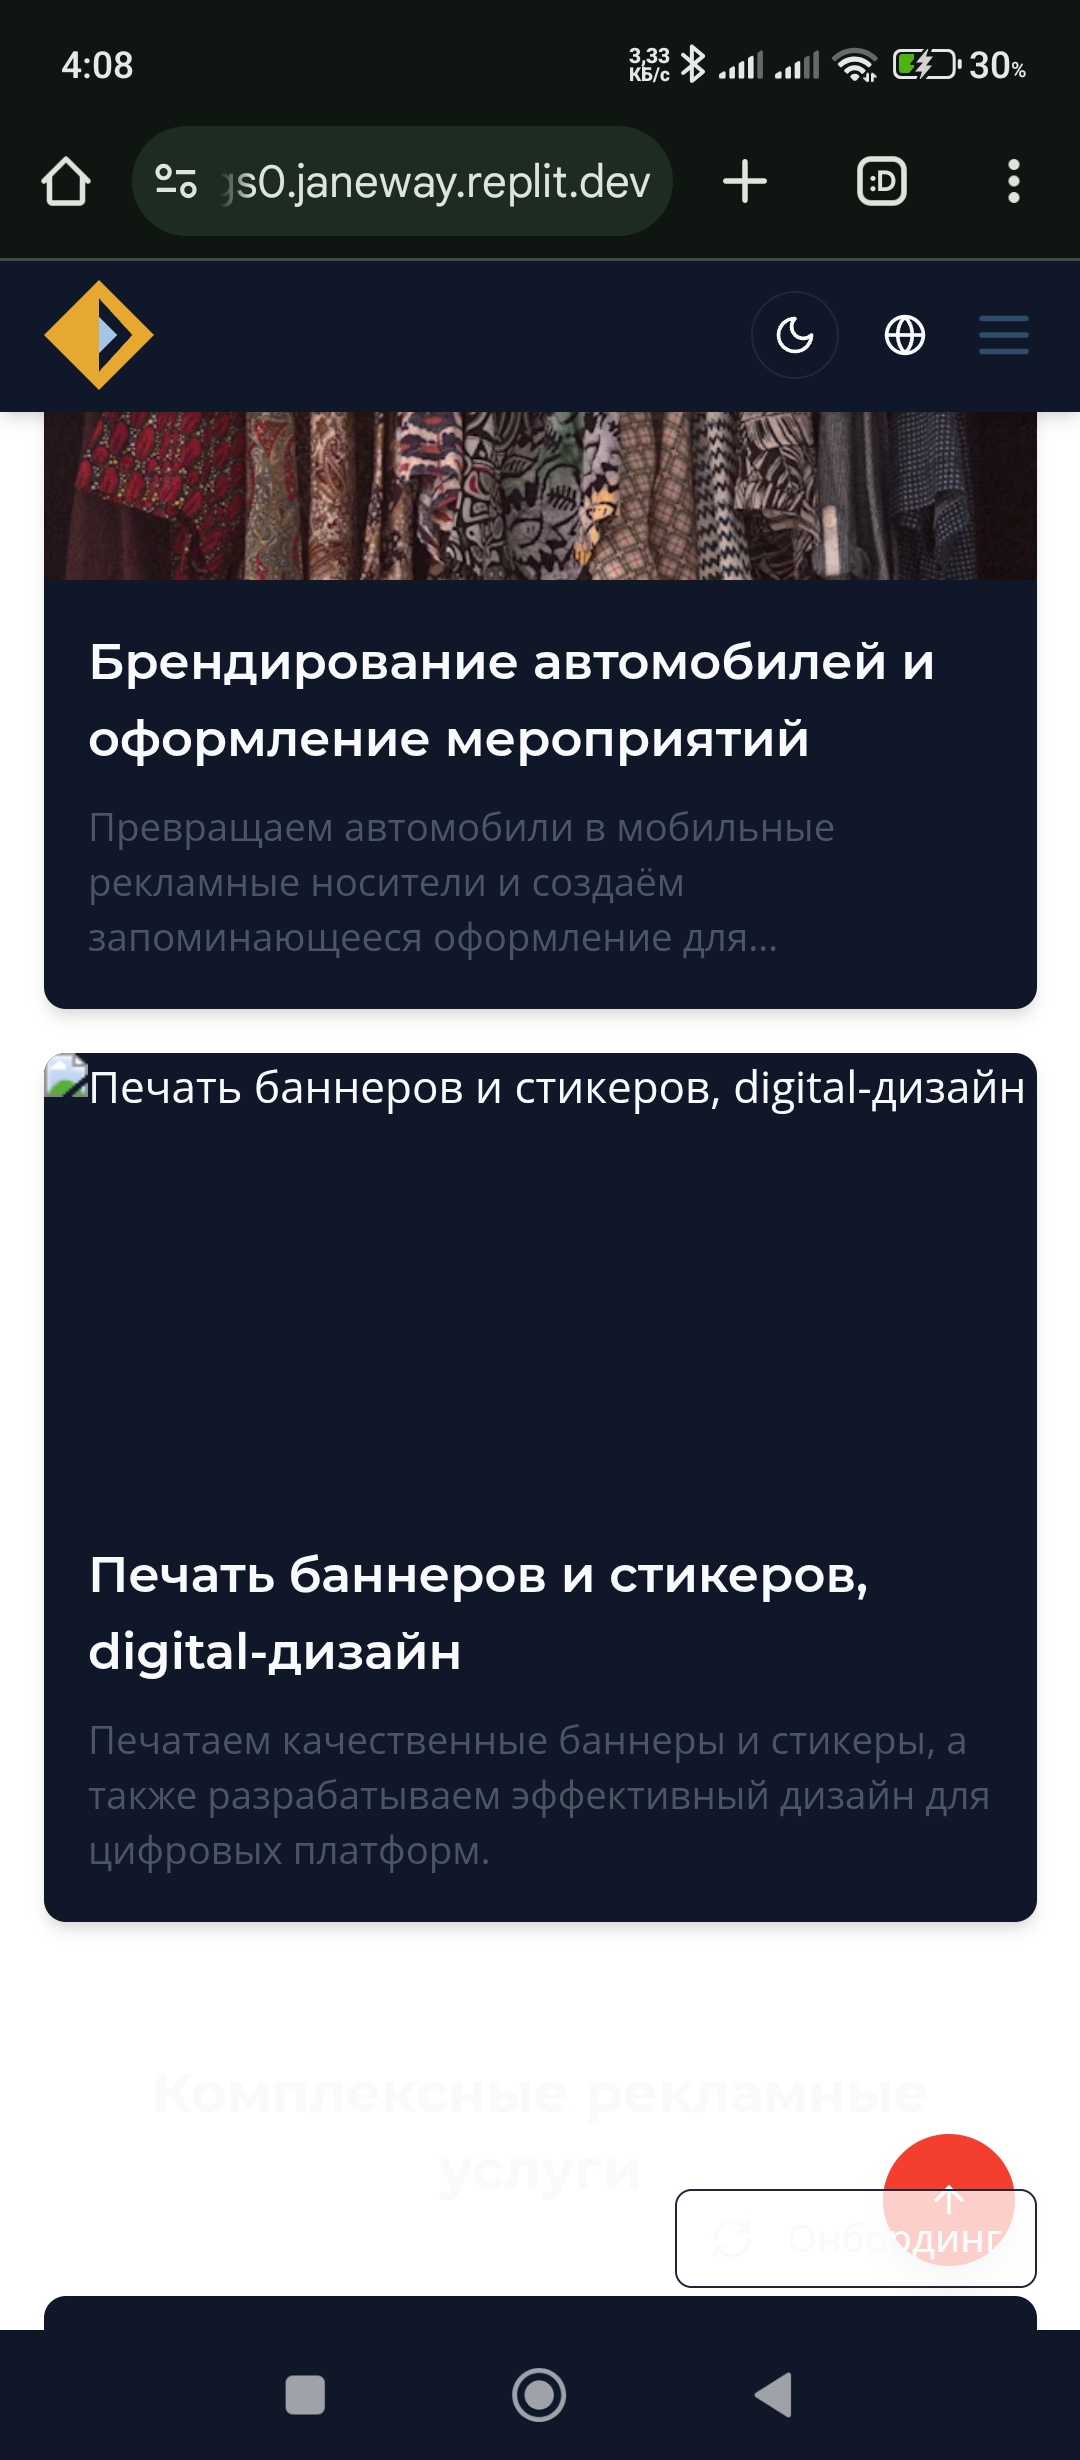 4:08
3,33
КБ/с
30%
gs0.janeway.replit.dev
:D
Брендирование автомобилей и
оформление мероприятий
Превращаем автомобили в мобильные
рекламные носители и создаём
запоминающееся оформление для...
Печать баннеров и стикеров, digital-дизайн
Печать баннеров и стикеров,
digital-дизайн
Печатаем качественные баннеры и стикеры, а
также разрабатываем эффективный дизайн для
цифровых платформ.
Комплексные рекламные
услуги
Онбординг